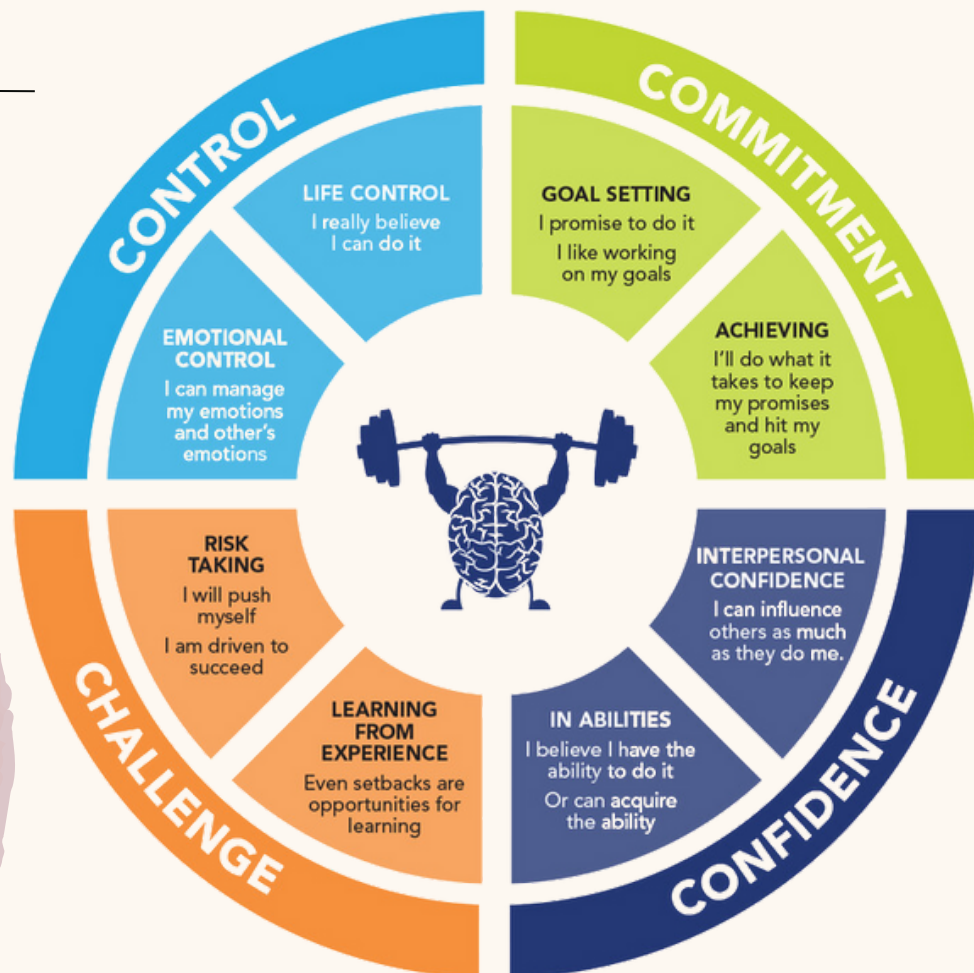 CONTROL
LIFE CONTROL
I really believe
I can do it
EMOTIONAL
CONTROL
I can manage
my emotions
and other's
emotions
COMMITMENT
GOAL SETTING
I promise to do it
I like working
on my goals
ACHIEVING
I'll do what it
takes to keep
my promises
and hit my
goals
CHALLENGE
RISK
TAKING
I will push
myself
I am driven to
succeed
LEARNING
FROM
EXPERIENCE
Even setbacks are
opportunities for
learning
CONFIDENCE
INTERPERSONAL
CONFIDENCE
I can influence
others as much
as they do me.
IN ABILITIES
I believe I have the
ability to do it
Or can acquire
the ability